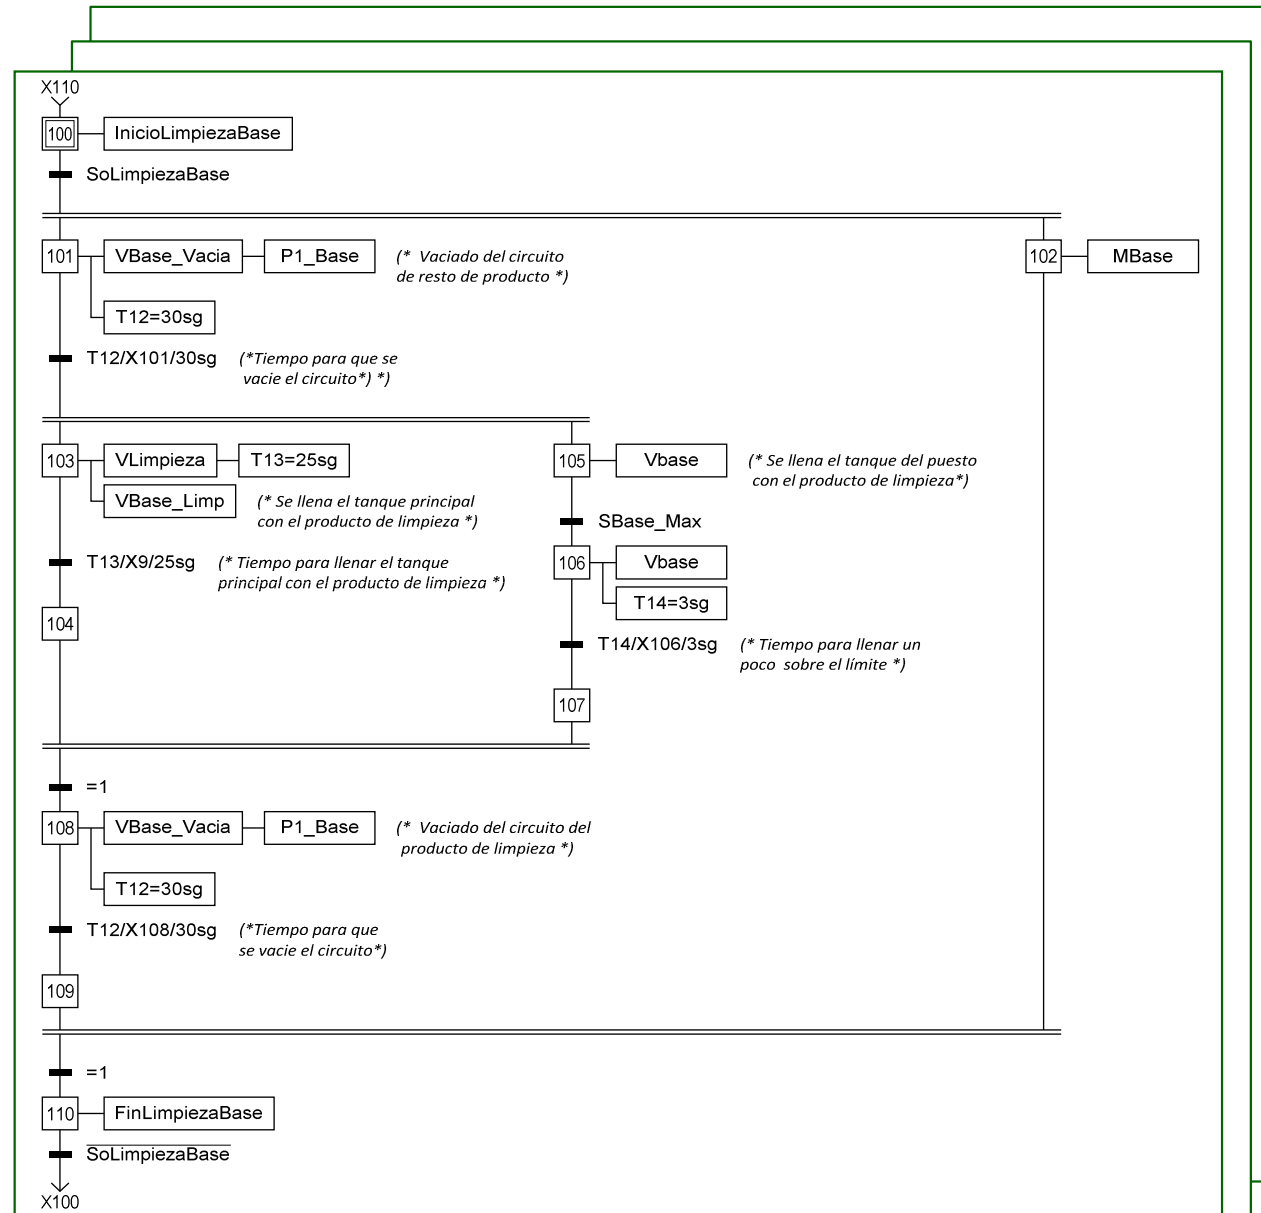 X110
100 InicioLimpiezaBase
SoLimpiezaBase
101 VBase_Vacia P1_Base (* Vaciado del circuito
de resto de producto *)
102 MBase
T12=30sg
T12/X101/30sg (*Tiempo para que se
vacie el circuito*) *)
103 VLimpieza T13=25sg
VBase_Limp (* Se llena el tanque principal
con el producto de limpieza *)
T13/X9/25sg (* Tiempo para llenar el tanque
principal con el producto de limpieza *)
104
105 Vbase (* Se llena el tanque del puesto
con el producto de limpieza*)
SBase_Max
106 Vbase
T14=3sg
T14/X106/3sg (* Tiempo para llenar un
poco sobre el límite *)
107
=1
108 VBase_Vacia P1_Base (* Vaciado del circuito del
producto de limpieza *)
T12=30sg
T12/X108/30sg (*Tiempo para que
se vacie el circuito*)
109
=1
110 FinLimpiezaBase
SoLimpiezaBase
X100